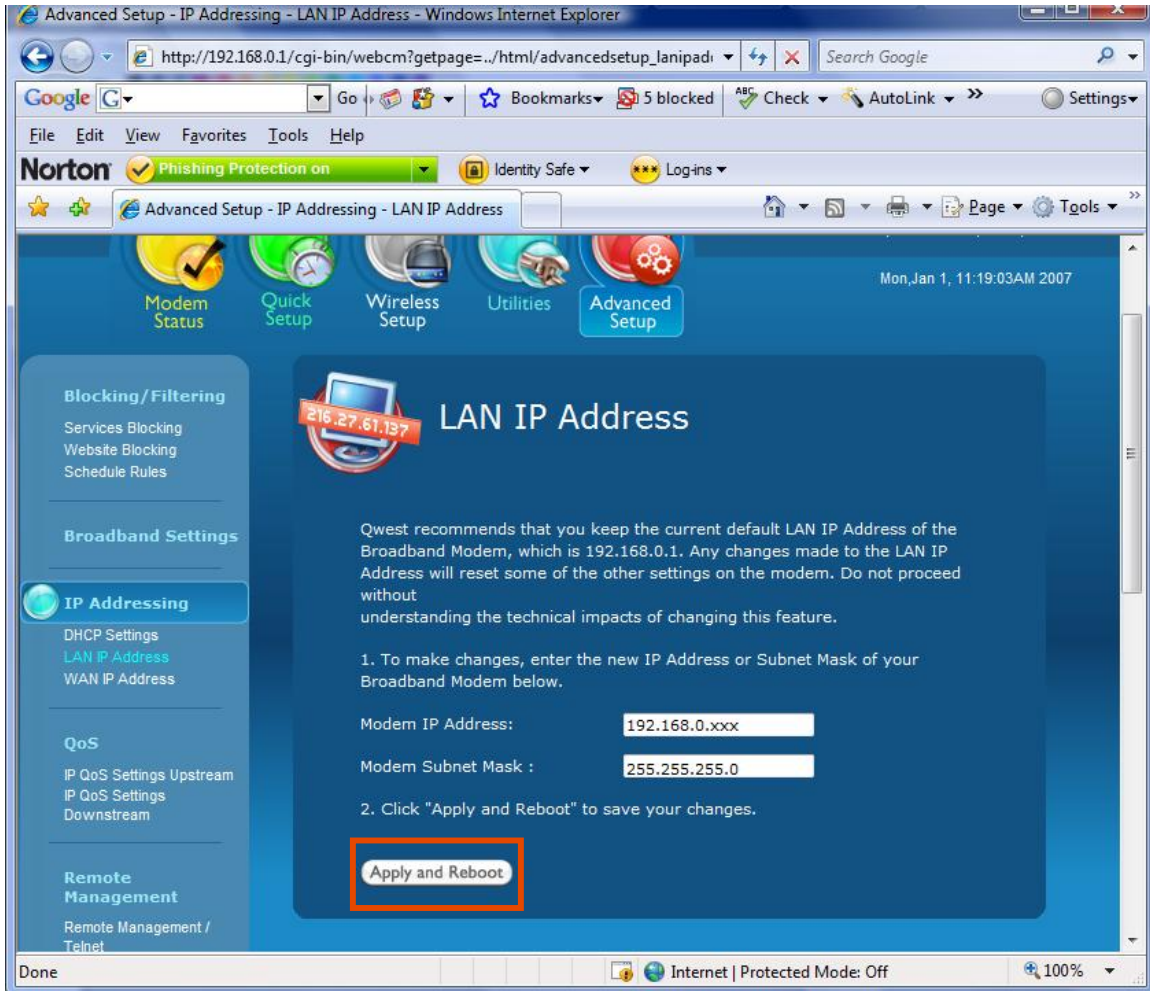 Advanced Setup - IP Addressing - LAN IP Address - Windows Internet Explorer
http://192.168.0.1/cgi-bin/webcm?getpage=../html/advancedsetup_lanipad
Search Google
Google
G
Go
Bookmarks
5 blocked
ABC
Check
AutoLink
»
Settings
File Edit View Favorites Tools Help
Norton
Phishing Protection on
Identity Safe
Log-ins
Advanced Setup - IP Addressing - LAN IP Address
Page
Tools
»
Modem
Status
Quick
Setup
Wireless
Setup
Utilities
Advanced
Setup
Mon,Jan 1, 11:19:03AM 2007
Blocking/Filtering
Services Blocking
Website Blocking
Schedule Rules
Broadband Settings
IP Addressing
DHCP Settings
LAN IP Address
WAN IP Address
QoS
IP QoS Settings Upstream
IP QoS Settings
Downstream
Remote
Management
Remote Management /
Telnet
216.27.61.137
LAN IP Address
Qwest recommends that you keep the current default LAN IP Address of the
Broadband Modem, which is 192.168.0.1. Any changes made to the LAN IP
Address will reset some of the other settings on the modem. Do not proceed
without
understanding the technical impacts of changing this feature.
1. To make changes, enter the new IP Address or Subnet Mask of your
Broadband Modem below.
Modem IP Address: 192.168.0.xxx
Modem Subnet Mask : 255.255.255.0
2. Click "Apply and Reboot" to save your changes.
Apply and Reboot
Done
Internet | Protected Mode: Off
100%